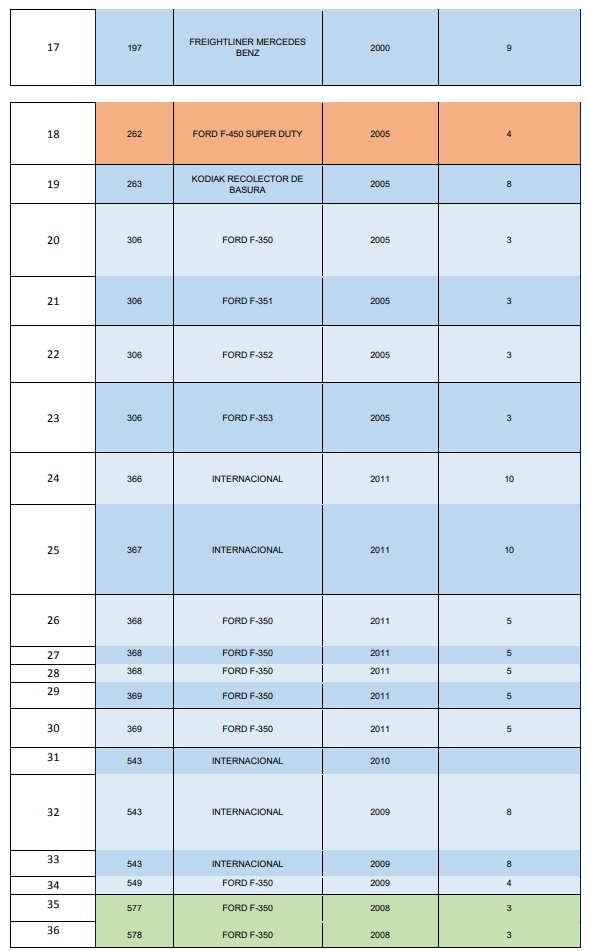 17 197 FREIGHTLINER MERCEDES BENZ 2000 9
18 262 FORD F-450 SUPER DUTY 2005 4
19 263 KODIAK RECOLECTOR DE BASURA 2005 8
20 306 FORD F-350 2005 3
21 306 FORD F-351 2005 3
22 306 FORD F-352 2005 3
23 306 FORD F-353 2005 3
24 366 INTERNACIONAL 2011 10
25 367 INTERNACIONAL 2011 10
26 368 FORD F-350 2011 5
27 368 FORD F-350 2011 5
28 368 FORD F-350 2011 5
29 369 FORD F-350 2011 5
30 369 FORD F-350 2011 5
31 543 INTERNACIONAL 2010
32 543 INTERNACIONAL 2009 8
33 543 INTERNACIONAL 2009 8
34 549 FORD F-350 2009 4
35 577 FORD F-350 2008 3
36 578 FORD F-350 2008 3